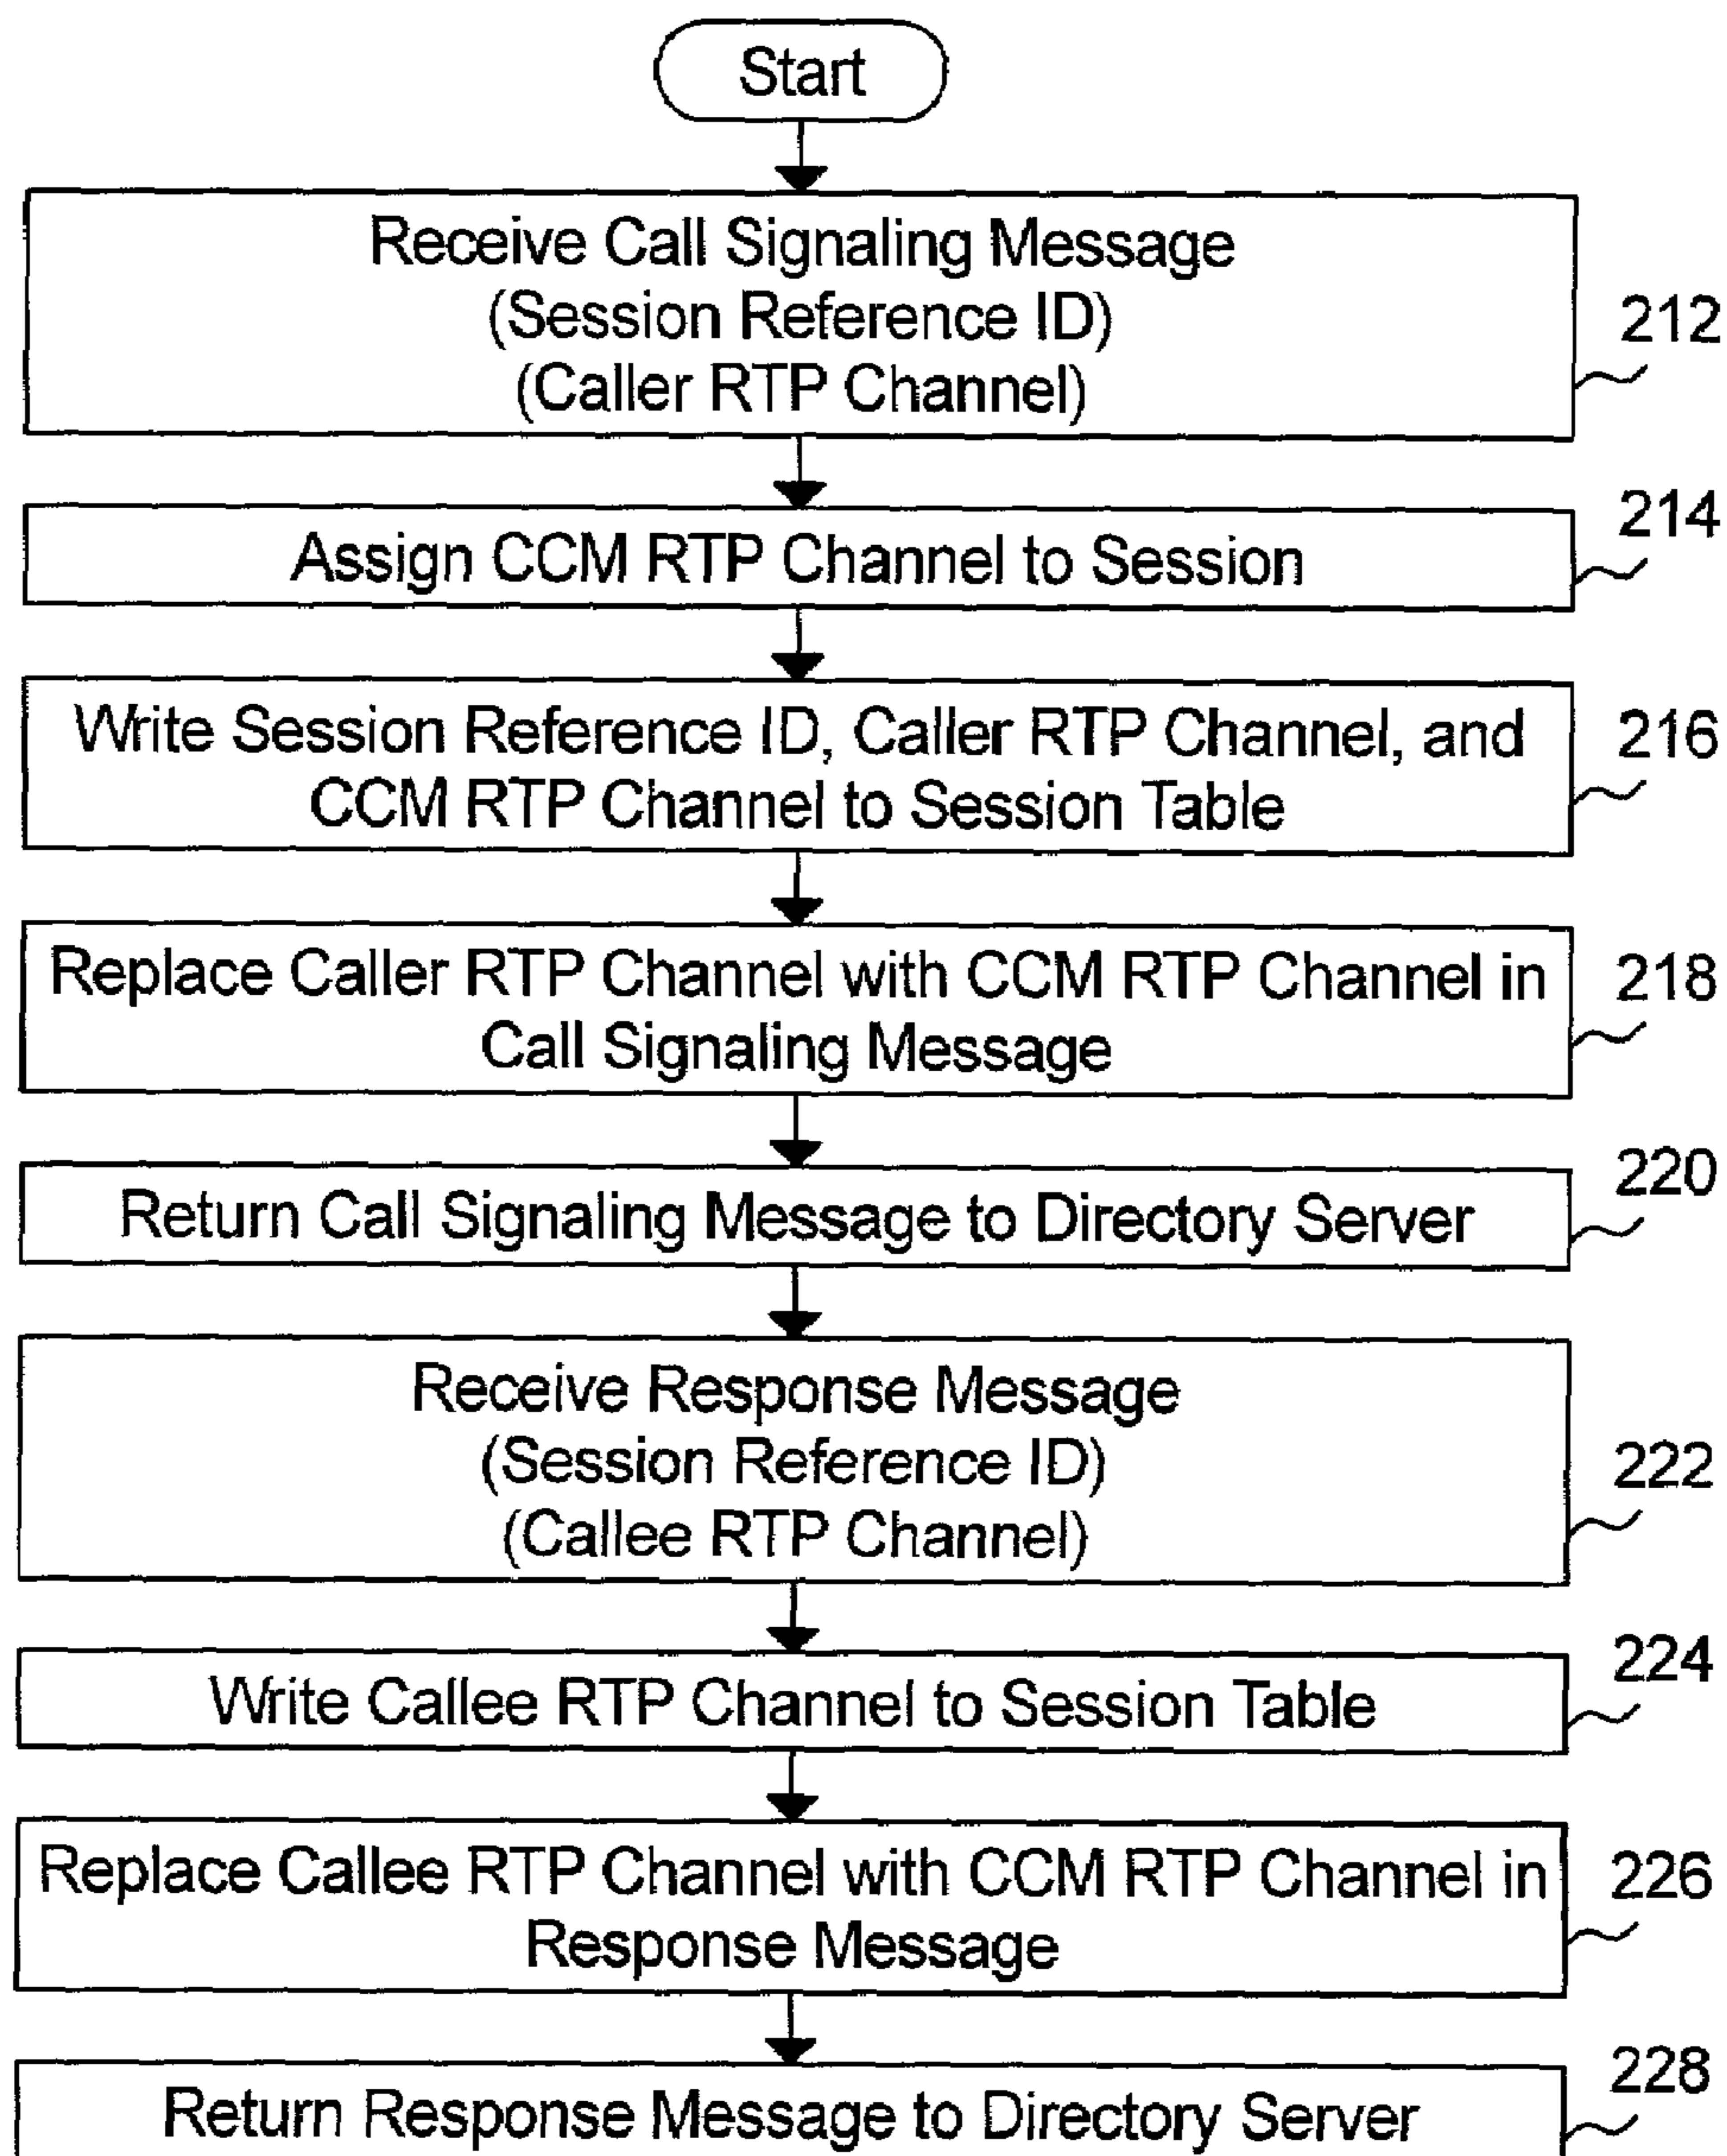 Start
Receive Call Signaling Message
(Session Reference ID)
(Caller RTP Channel)
212
Assign CCM RTP Channel to Session
214
Write Session Reference ID, Caller RTP Channel, and
CCM RTP Channel to Session Table
216
Replace Caller RTP Channel with CCM RTP Channel in
Call Signaling Message
218
Return Call Signaling Message to Directory Server
220
Receive Response Message
(Session Reference ID)
(Callee RTP Channel)
222
Write Callee RTP Channel to Session Table
224
Replace Callee RTP Channel with CCM RTP Channel in
Response Message
226
Return Response Message to Directory Server
228